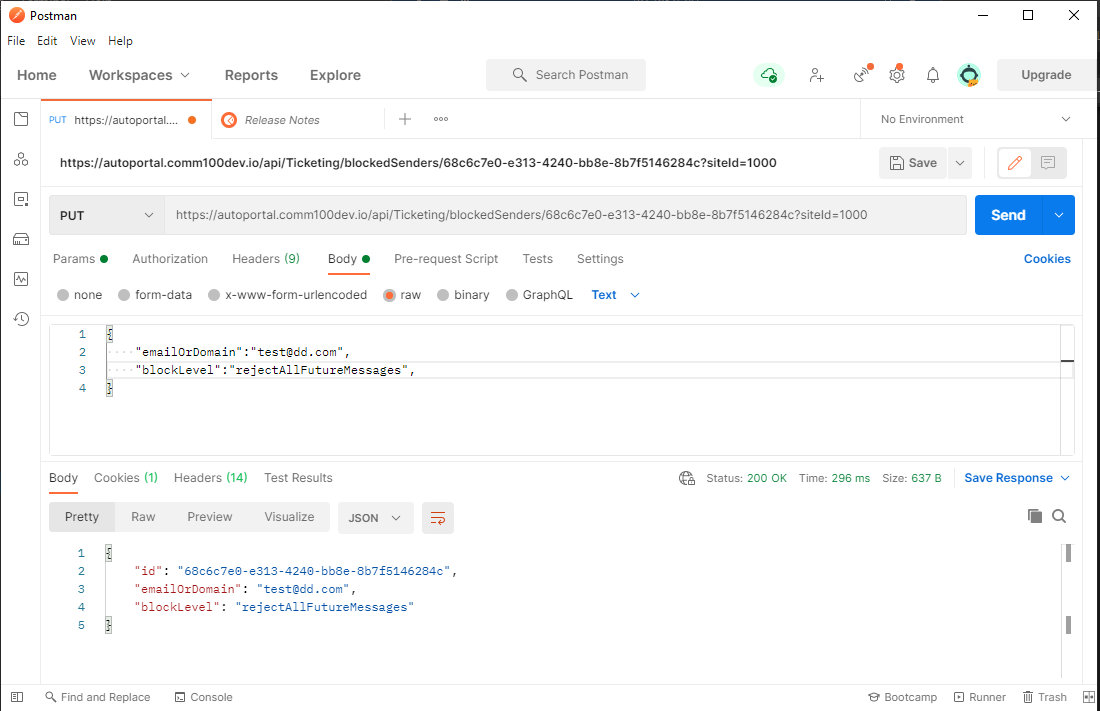 Postman
File Edit View Help
Home Workspaces Reports Explore Search Postman Upgrade
PUT https://autoportal.... Release Notes No Environment
https://autoportal.comm100dev.io/api/Ticketing/blockedSenders/68c6c7e0-e313-4240-bb8e-8b7f5146284c?siteId=1000 Save
PUT https://autoportal.comm100dev.io/api/Ticketing/blockedSenders/68c6c7e0-e313-4240-bb8e-8b7f5146284c?siteId=1000 Send
Params Authorization Headers (9) Body Pre-request Script Tests Settings Cookies
none form-data x-www-form-urlencoded raw binary GraphQL Text
1 {
2 "emailOrDomain":"test@dd.com",
3 "blockLevel":"rejectAllFutureMessages",
4 }
Body Cookies (1) Headers (14) Test Results Status: 200 OK Time: 296 ms Size: 637 B Save Response
Pretty Raw Preview Visualize JSON
1 {
2 "id": "68c6c7e0-e313-4240-bb8e-8b7f5146284c",
3 "emailOrDomain": "test@dd.com",
4 "blockLevel": "rejectAllFutureMessages"
5 }
Find and Replace Console Bootcamp Runner Trash